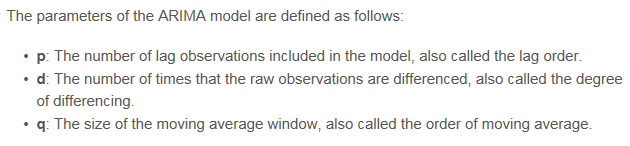 The parameters of the ARIMA model are defined as follows:
• p: The number of lag observations included in the model, also called the lag order.
• d: The number of times that the raw observations are differenced, also called the degree
of differencing.
• q: The size of the moving average window, also called the order of moving average.